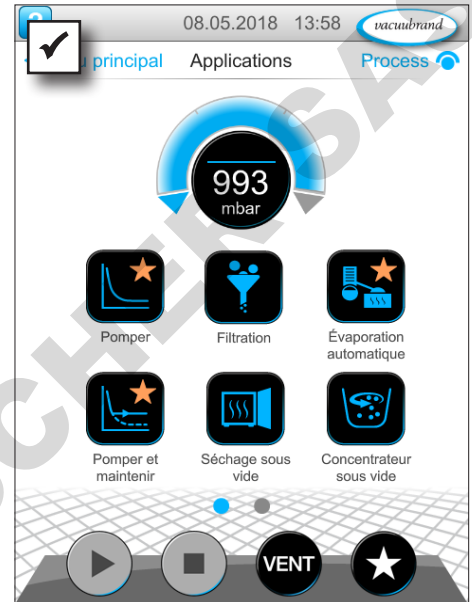 ?
08.05.2018 13:58
vacuubrand
principal
Applications
Process
993
mbar
Pomper
Filtration
Évaporation
automatique
Pomper et
maintenir
Séchage sous
vide
Concentrateur
sous vide
VENT